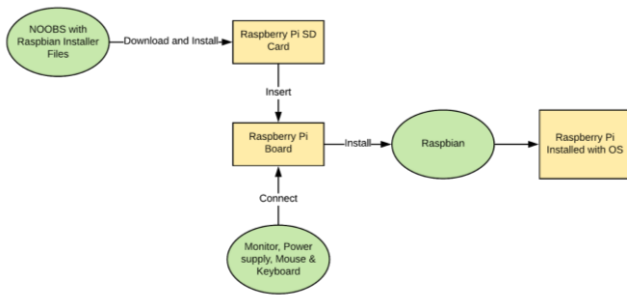 NOOBS with
Raspbian Installer
Files
Download and Install
Raspberry Pi SD
Card
Insert
Raspberry Pi
Board
Install
Raspbian
Raspberry Pi
Installed with OS
Connect
Monitor, Power
supply, Mouse &
Keyboard